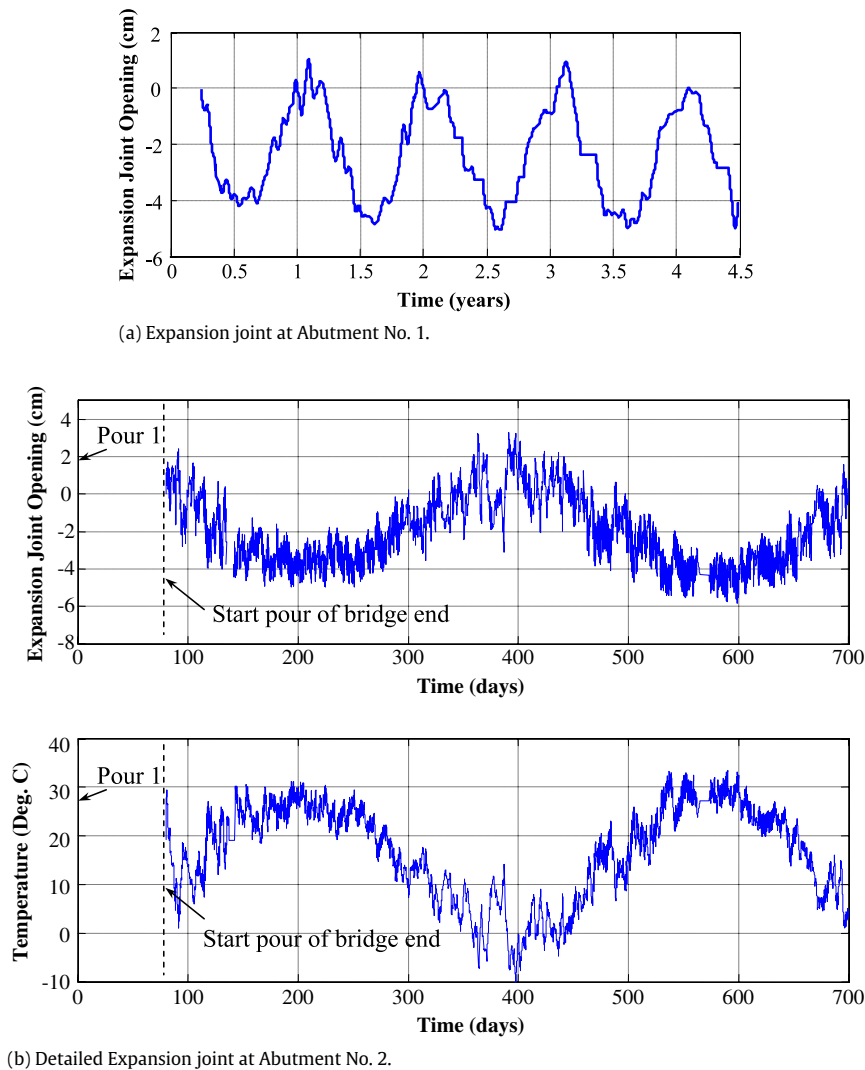 2
0
-2
-4
-6
Expansion Joint Opening (cm)
0 0.5 1 1.5 2 2.5 3 3.5 4 4.5
Time (years)
(a) Expansion joint at Abutment No. 1.
4
2
0
-2
-4
-6
-8
Expansion Joint Opening (cm)
Pour 1
Start pour of bridge end
0 100 200 300 400 500 600 700
Time (days)
40
30
20
10
0
-10
Temperature (Deg. C)
Pour 1
Start pour of bridge end
0 100 200 300 400 500 600 700
Time (days)
(b) Detailed Expansion joint at Abutment No. 2.